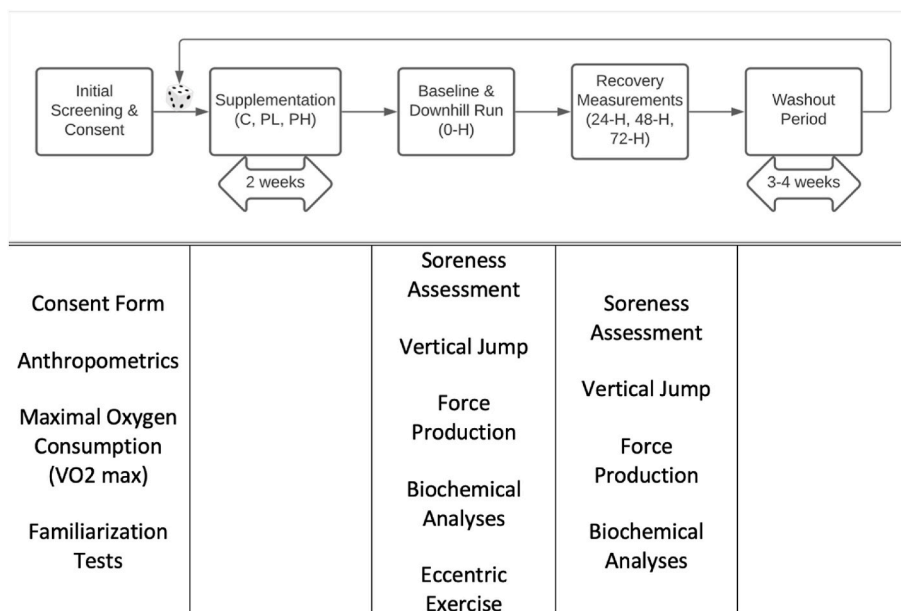 Initial
Screening &
Consent
Supplementation
(C, PL, PH)
2 weeks
Baseline &
Downhill Run
(0-H)
Recovery
Measurements
(24-H, 48-H,
72-H)
Washout
Period
3-4 weeks
Consent Form
Anthropometrics
Maximal Oxygen
Consumption
(VO2 max)
Familiarization
Tests
Soreness
Assessment
Vertical Jump
Force
Production
Biochemical
Analyses
Eccentric
Exercise
Soreness
Assessment
Vertical Jump
Force
Production
Biochemical
Analyses